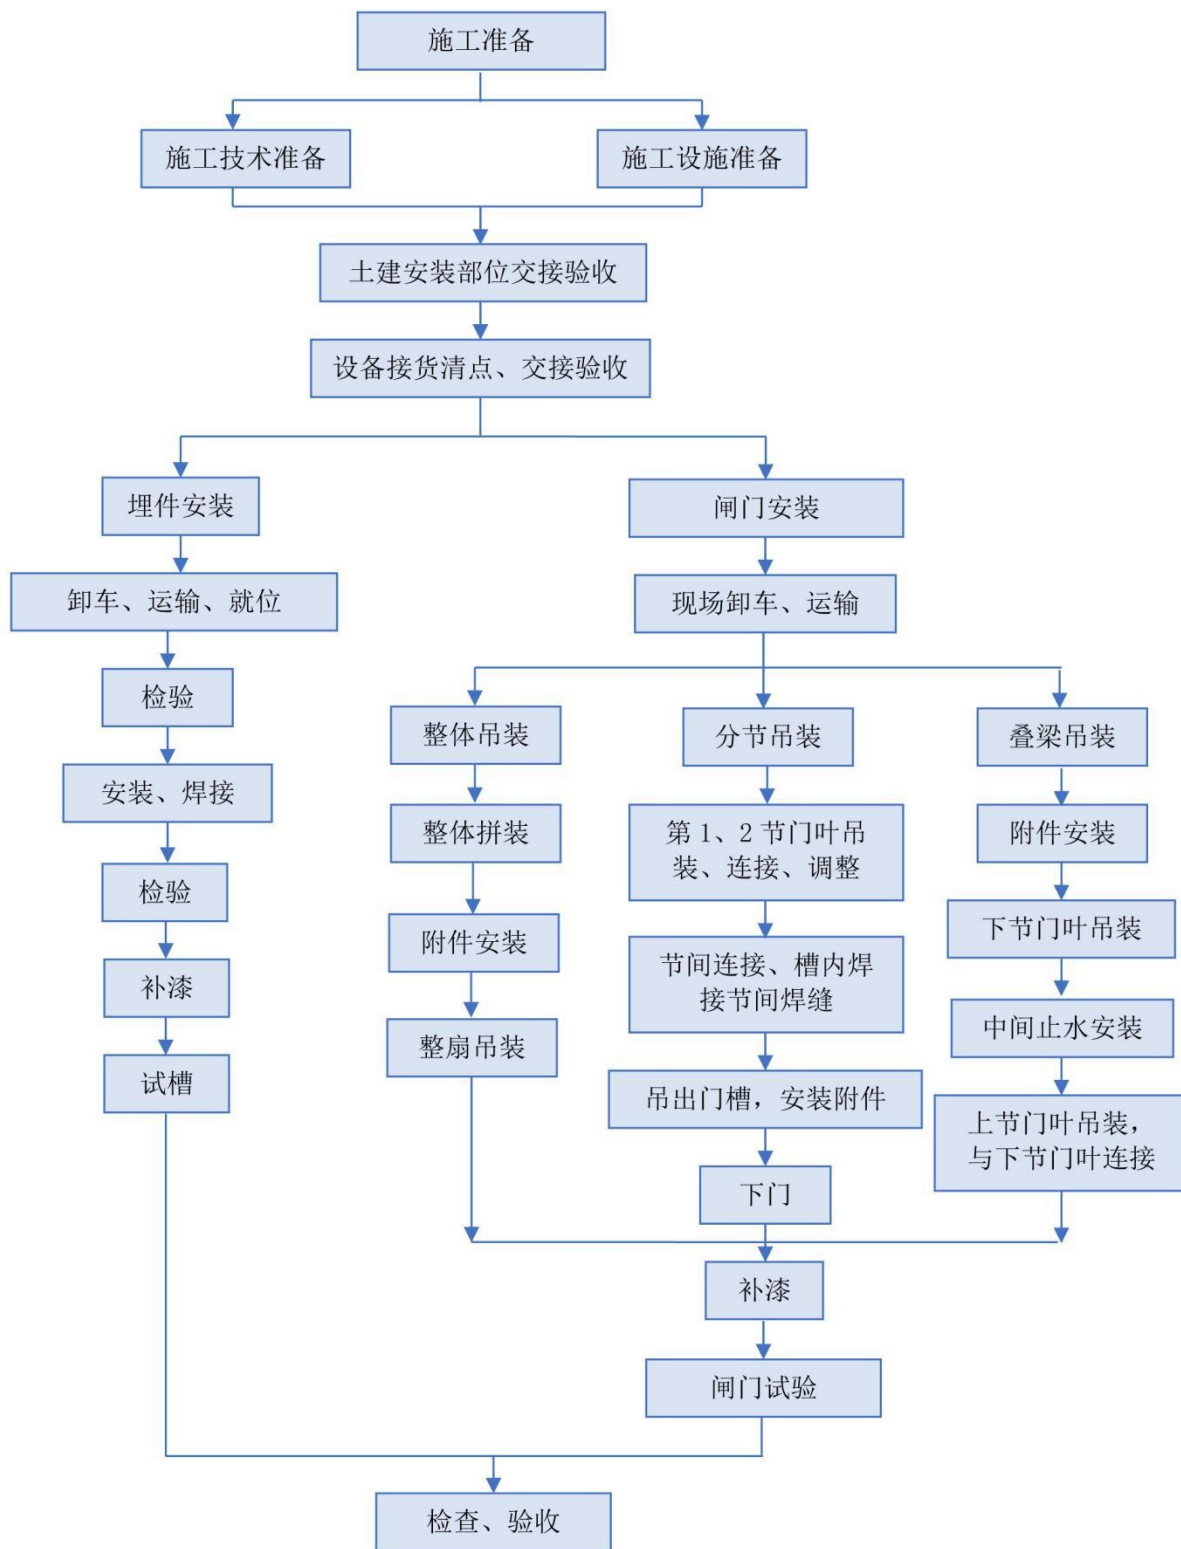 施工准备
施工技术准备
施工设施准备
土建安装部位交接验收
设备接货清点、交接验收
埋件安装
卸车、运输、就位
检验
安装、焊接
检验
补漆
试槽
闸门安装
现场卸车、运输
整体吊装
整体拼装
附件安装
整扇吊装
分节吊装
第 1、2 节门叶吊
装、连接、调整
节间连接、槽内焊
接节间焊缝
吊出门槽，安装附件
下门
叠梁吊装
附件安装
下节门叶吊装
中间止水安装
上节门叶吊装，
与下节门叶连接
补漆
闸门试验
检查、验收